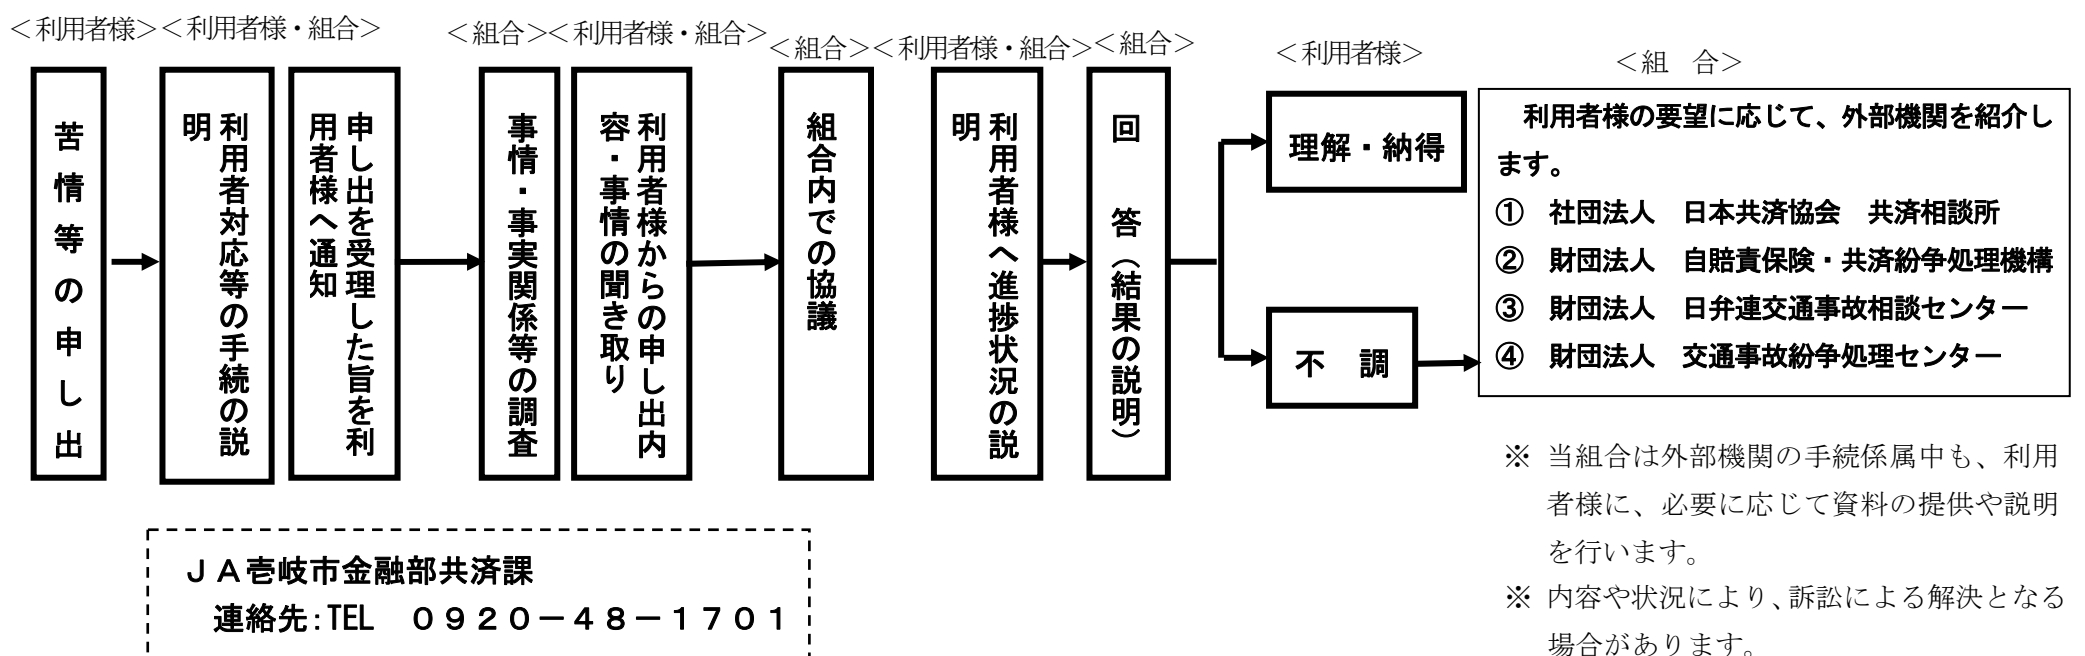 ＜利用者様＞＜利用者様・組合＞
＜組合＞＜利用者様・組合＞
＜組合＞＜利用者様・組合＞＜組合＞
＜利用者様＞
＜組　合＞
苦情等の申し出
利用者対応等の手続の説
明
申し出を受理した旨を利
用者様へ通知
事情・事実関係等の調査
利用者様からの申し出内
容・事情の聞き取り
組合内での協議
利用者様へ進捗状況の説
明
回　答（結果の説明）
理解・納得
不　調
利用者様の要望に応じて、外部機関を紹介し
ます。
①　社団法人　日本共済協会　共済相談所
②　財団法人　自賠責保険・共済紛争処理機構
③　財団法人　日弁連交通事故相談センター
④　財団法人　交通事故紛争処理センター
※ 当組合は外部機関の手続係属中も、利用
者様に、必要に応じて資料の提供や説明
を行います。
※ 内容や状況により、訴訟による解決となる
場合があります。
ＪＡ壱岐市金融部共済課
連絡先：TEL　０９２０－４８－１７０１